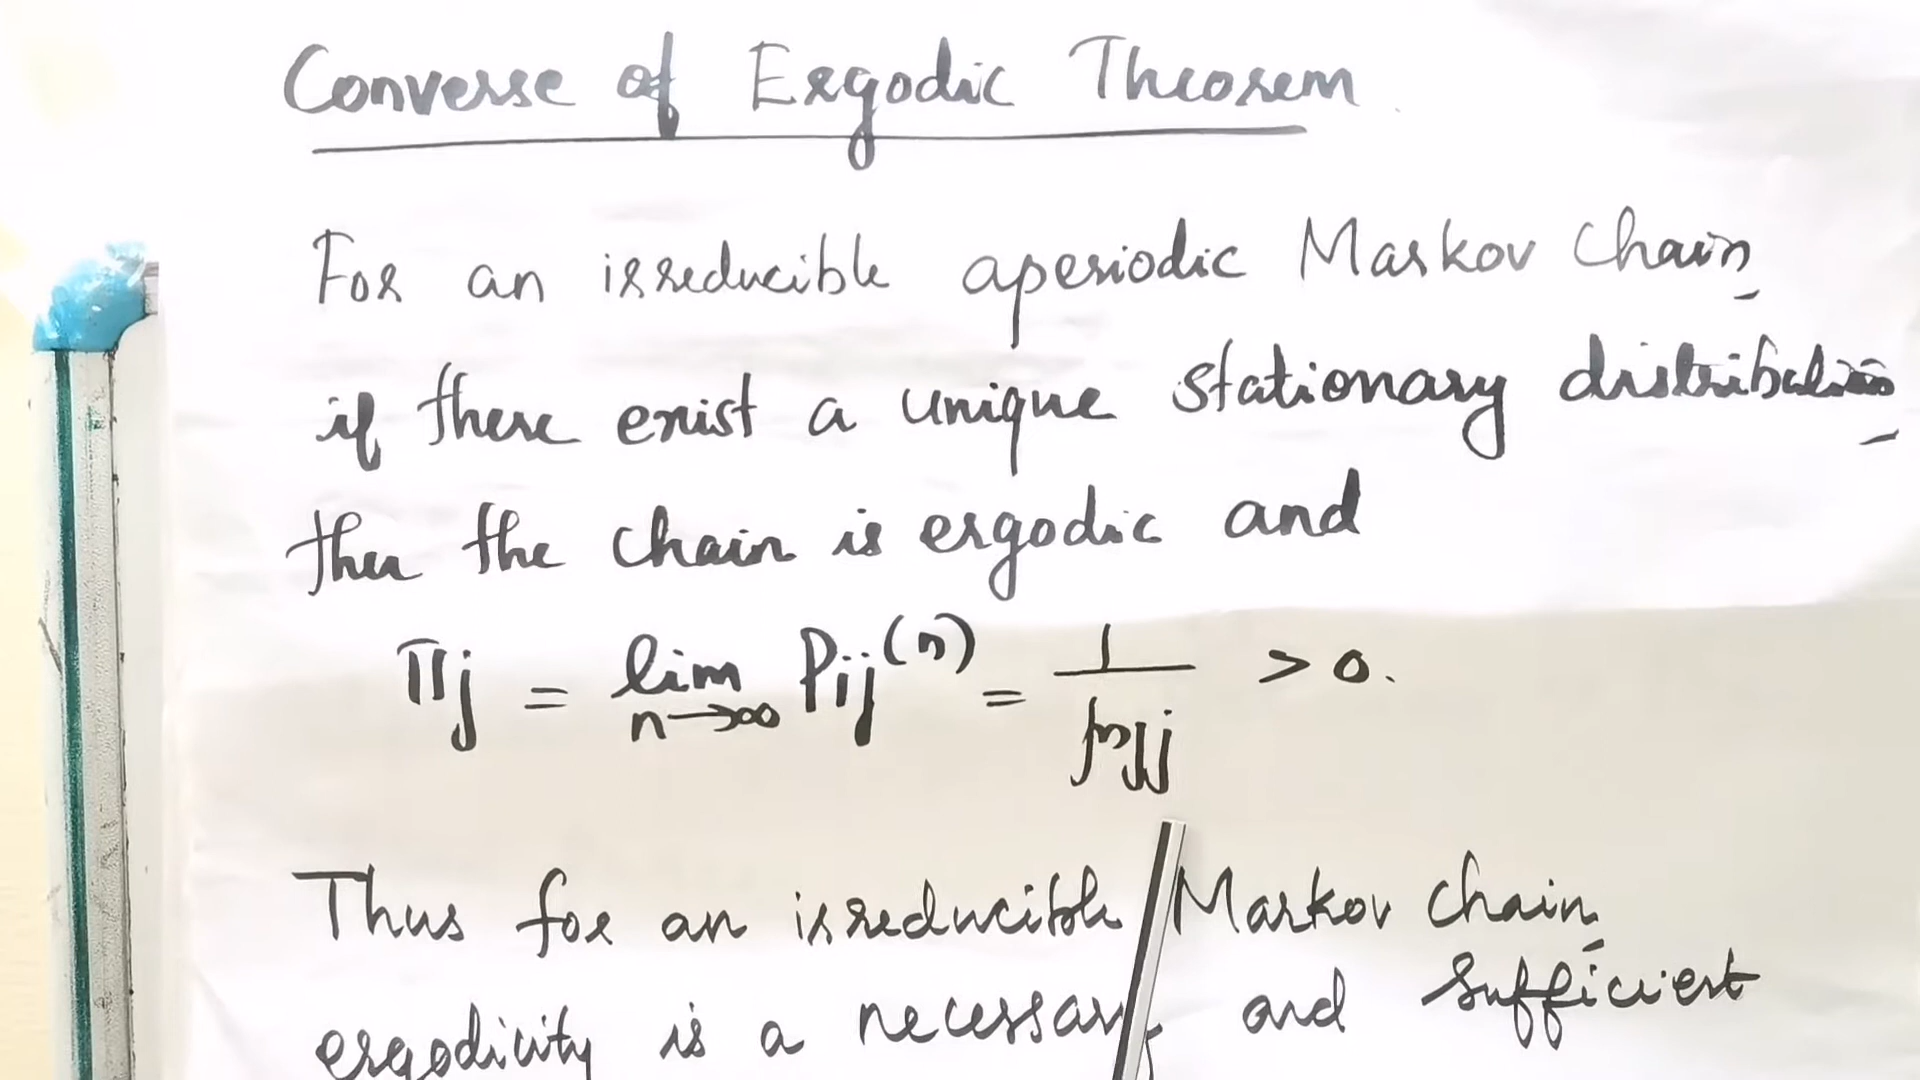 Converse of Ergodic Theorem
For an irreducible aperiodic Markov Chain,
if there exist a unique stationary distribution
then the chain is ergodic and
πj = lim n→∞ Pij(n) = 1/μjj > 0.
Thus for an irreducible Markov chain,
ergodicity is a necessary and sufficient